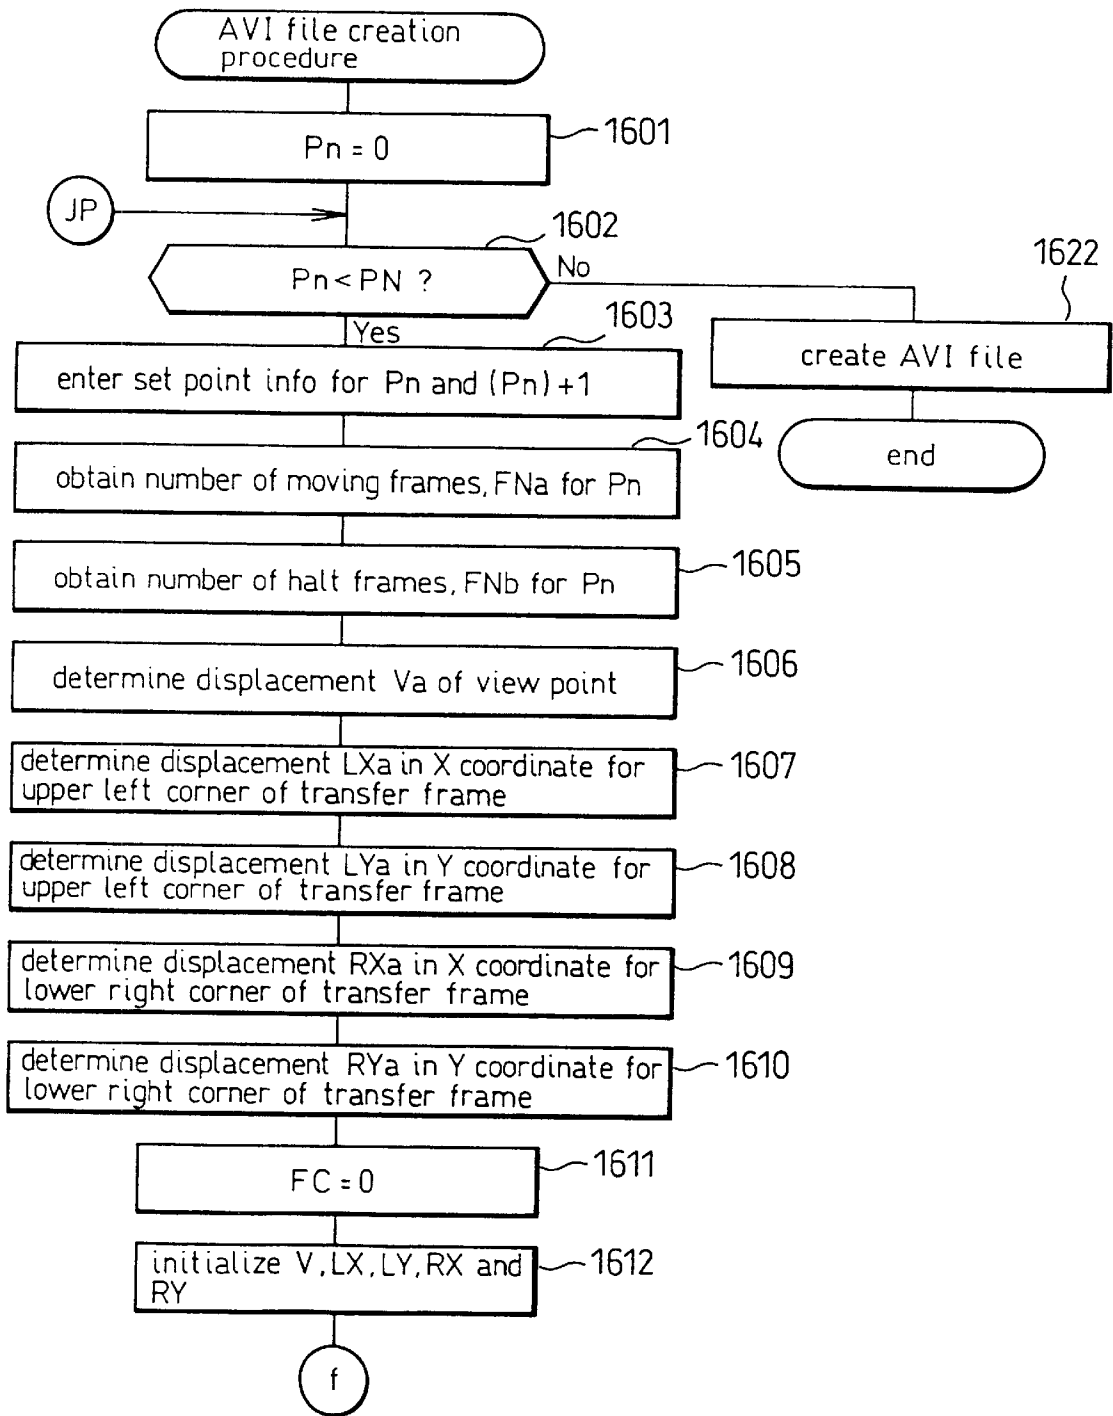 AVI file creation
procedure
Pn = 0
1601
JP
1602
Pn < PN ?
No
1622
Yes
1603
create AVI file
enter set point info for Pn and (Pn) +1
end
1604
obtain number of moving frames, FNa for Pn
obtain number of halt frames, FNb for Pn
1605
determine displacement Va of view point
1606
determine displacement LXa in X coordinate for
upper left corner of transfer frame
1607
determine displacement LYa in Y coordinate for
upper left corner of transfer frame
1608
determine displacement RXa in X coordinate for
lower right corner of transfer frame
1609
determine displacement RYa in Y coordinate for
lower right corner of transfer frame
1610
FC = 0
1611
initialize V, LX, LY, RX and
RY
1612
f